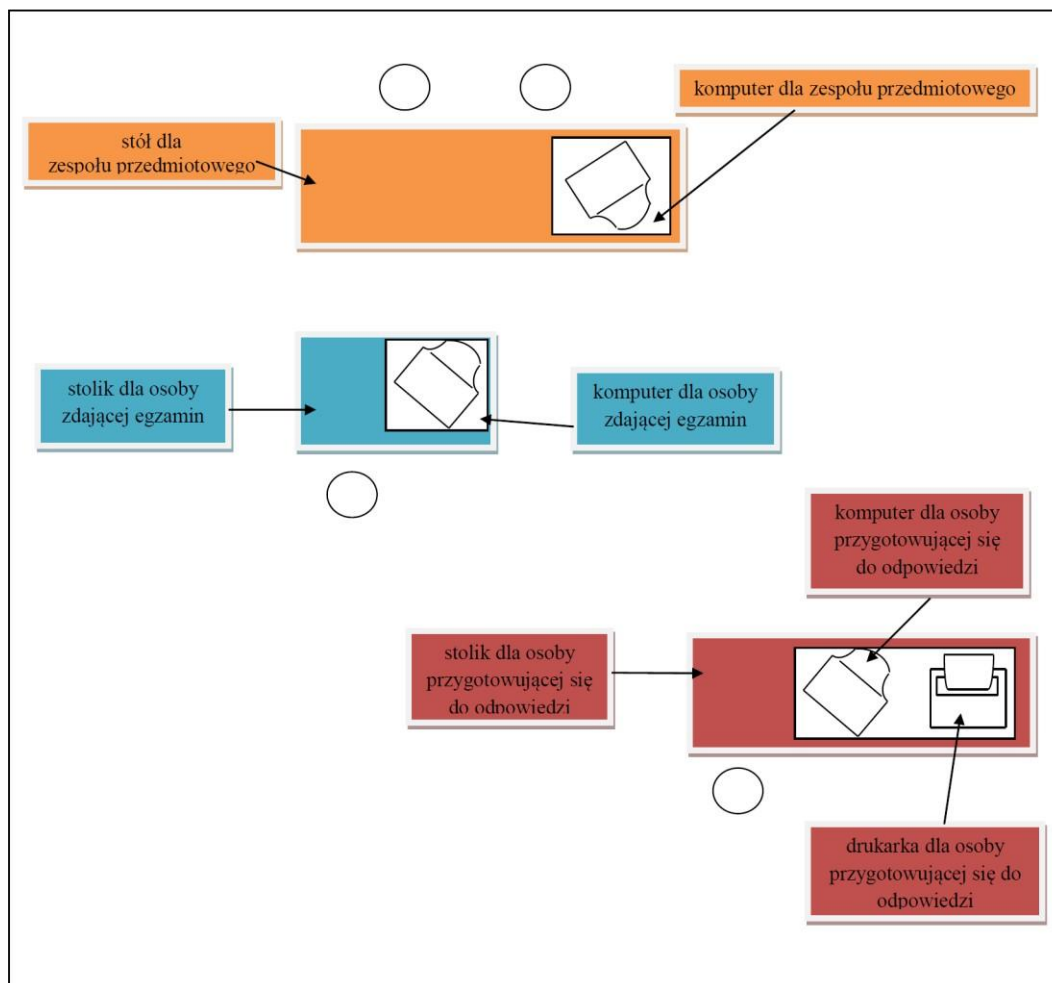 komputer dla zespołu przedmiotowego
stół dla
zespołu przedmiotowego
stolik dla osoby
zdającej egzamin
komputer dla osoby
zdającej egzamin
komputer dla osoby
przygotowującej się
do odpowiedzi
stolik dla osoby
przygotowującej się
do odpowiedzi
drukarka dla osoby
przygotowującej się do
odpowiedzi